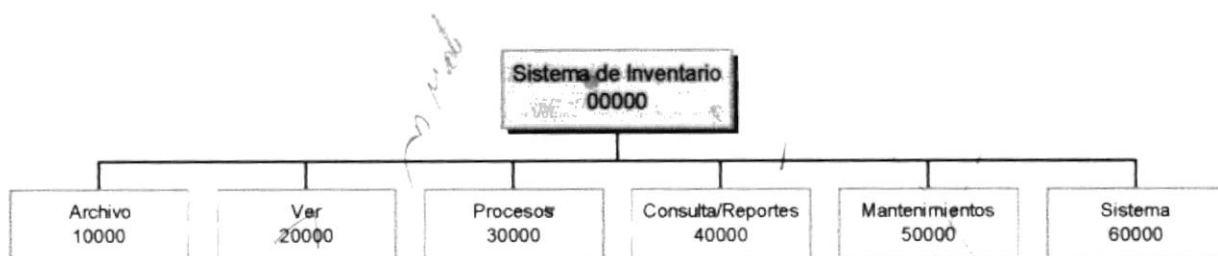 Sistema de Inventario
00000
Archivo
10000
Ver
20000
Procesos
30000
Consulta/Reportes
40000
Mantenimientos
50000
Sistema
60000